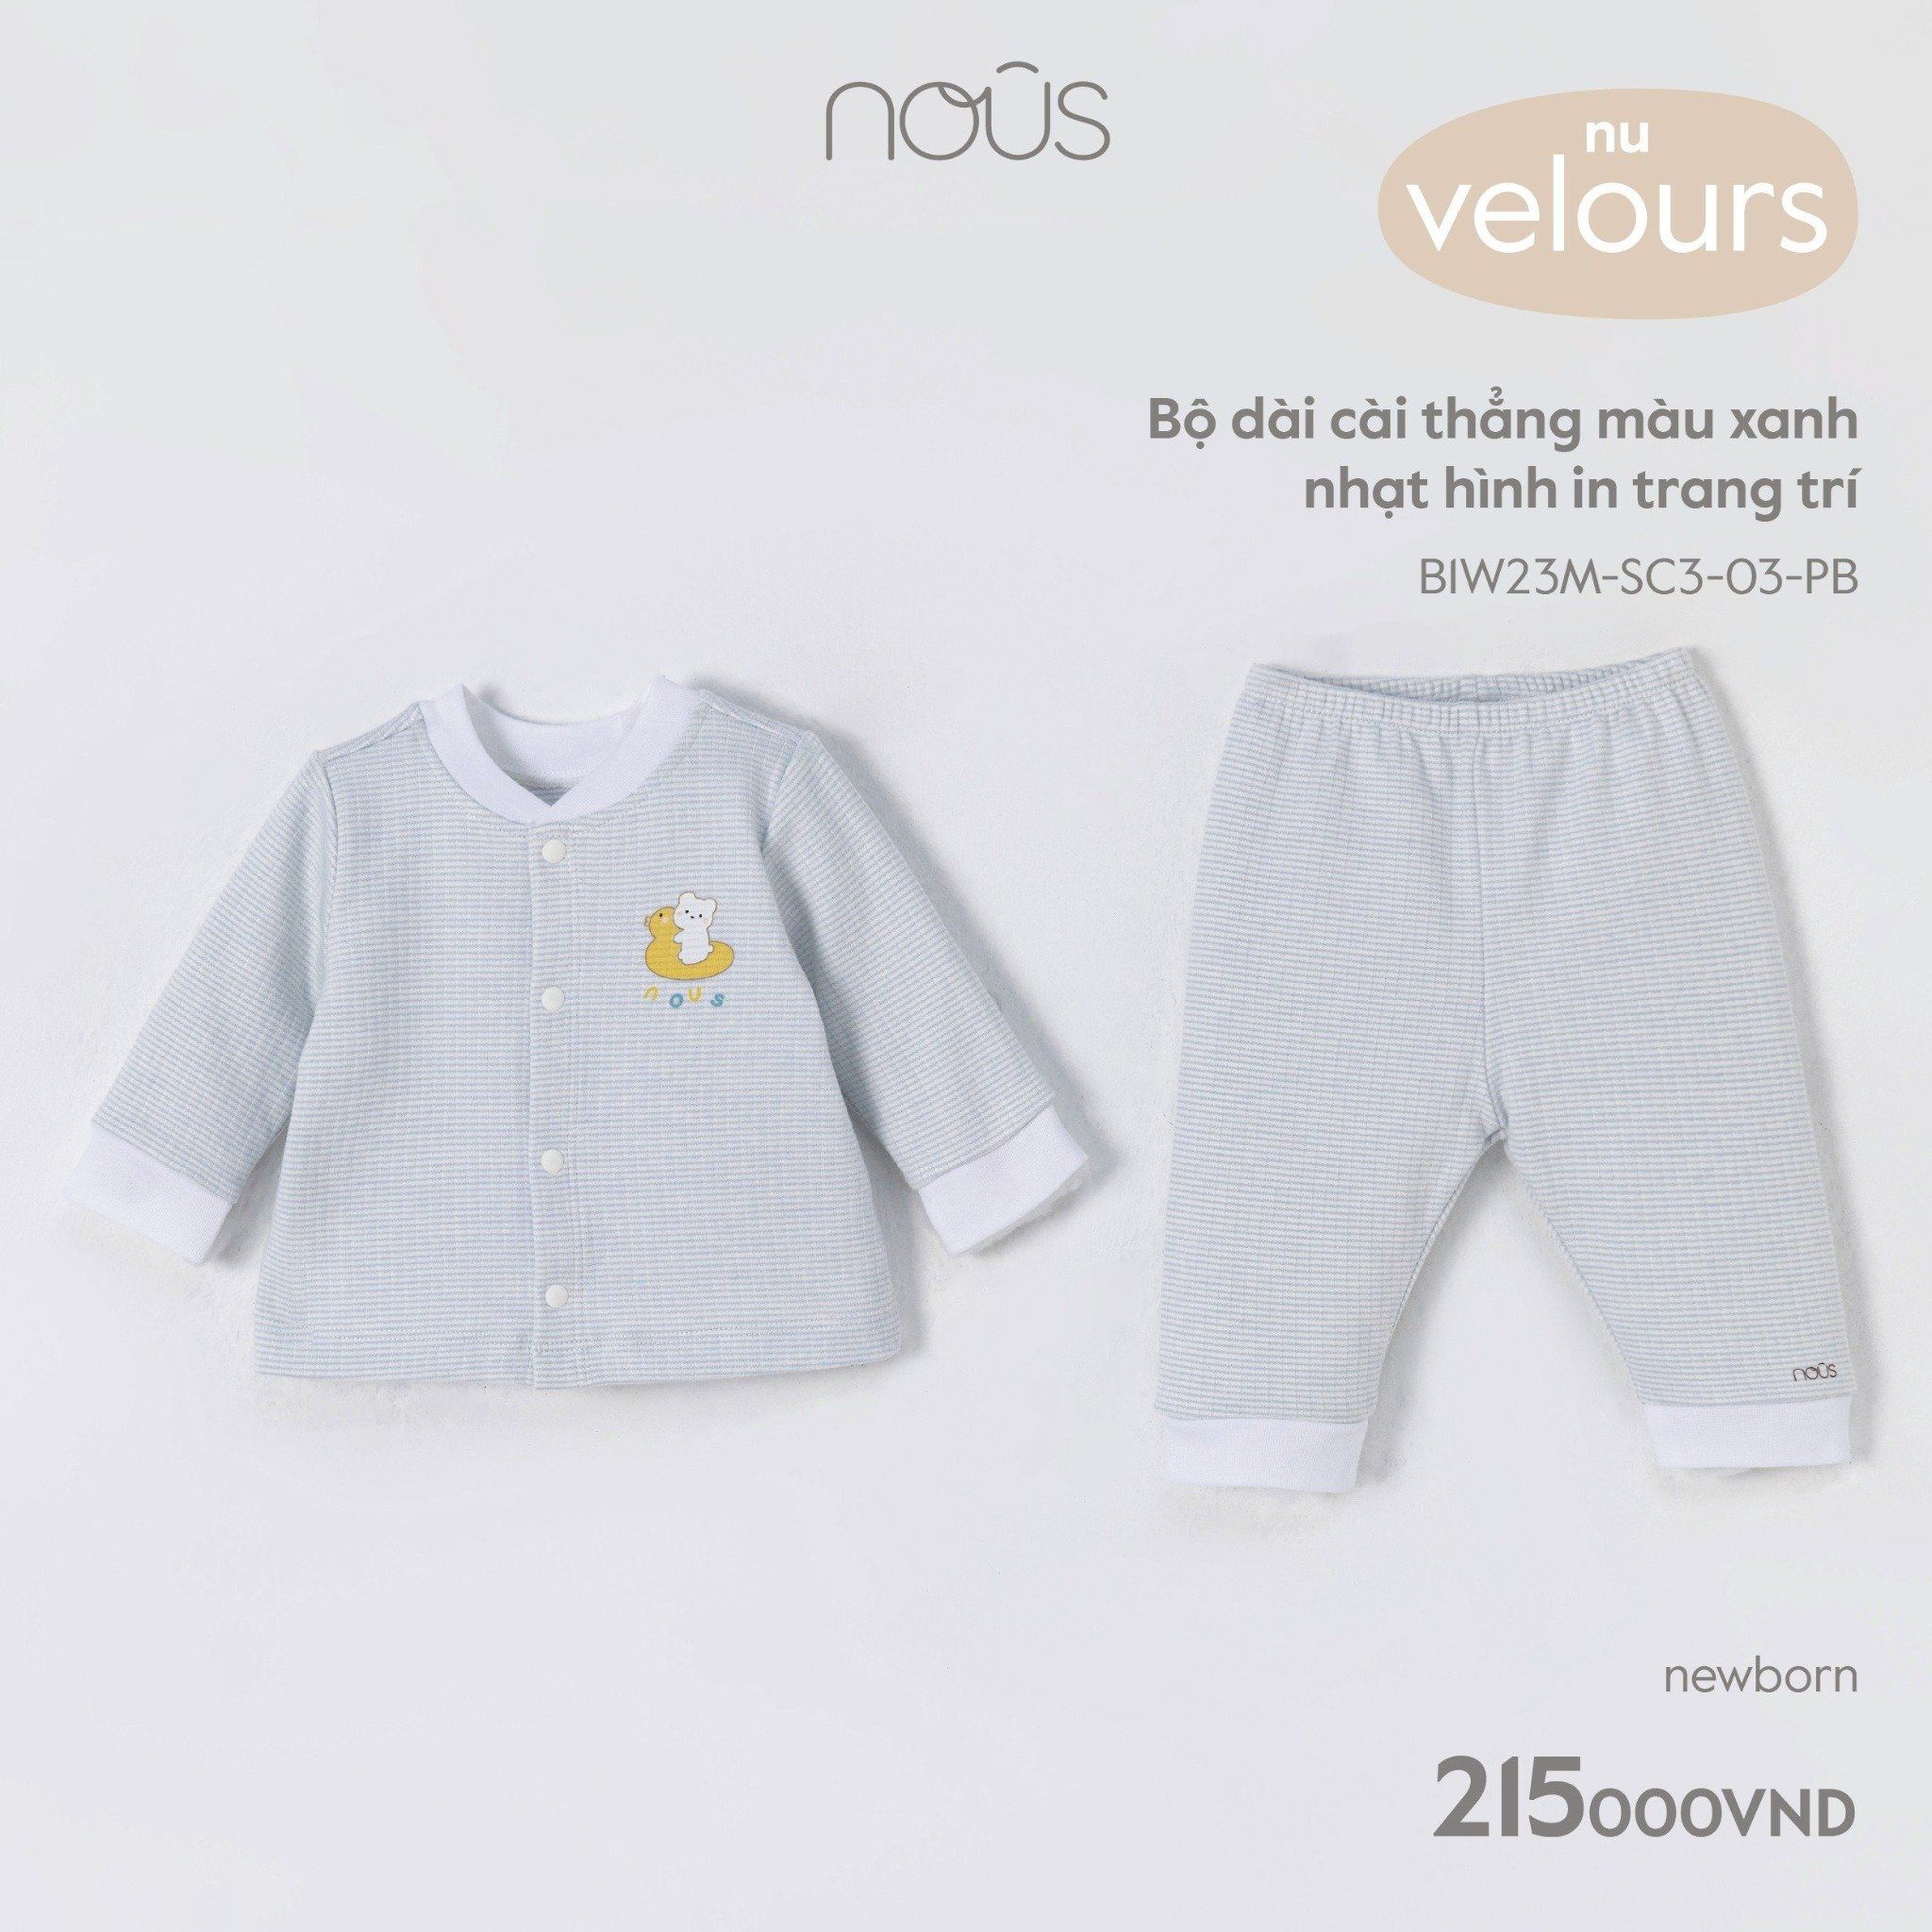 noûs
nu
velours
Bộ dài cài thẳng màu xanh
nhạt hình in trang trí
BIW23M-SC3-03-PB
nous
noûs
newborn
215000VND